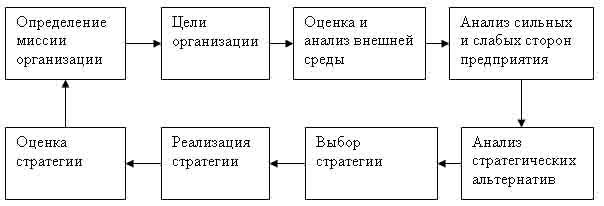 Определение
миссии
организации
Цели
организации
Оценка и
анализ внешней
среды
Анализ сильных
и слабых сторон
предприятия
Анализ
стратегических
альтернатив
Выбор
стратегии
Реализация
стратегии
Оценка
стратегии